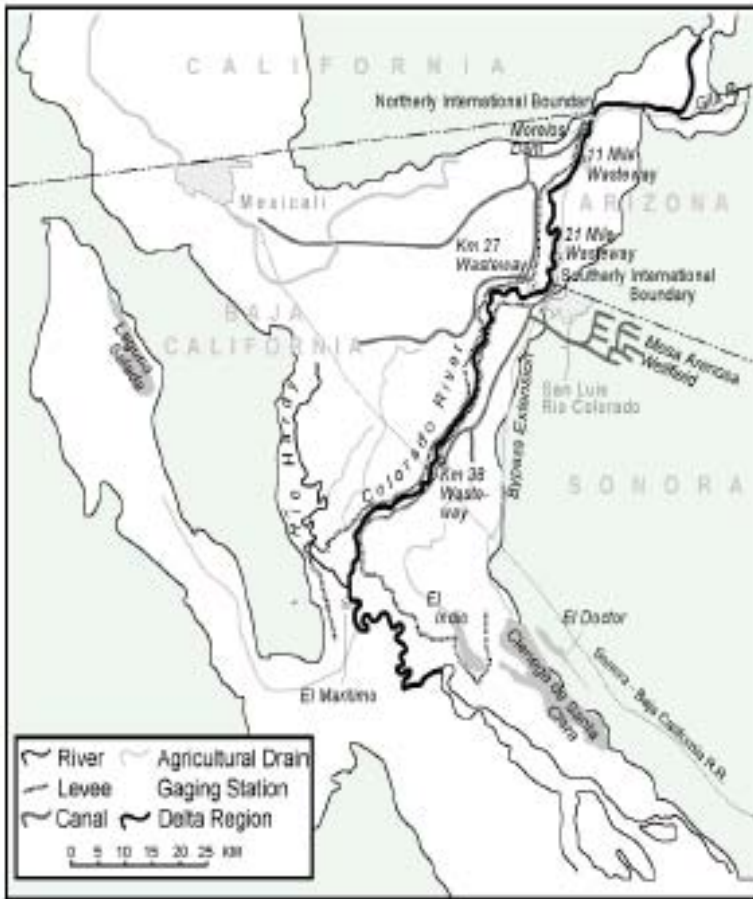 CALIFORNIA
Northerly International Boundary
Gila R.
Morelos
Dam
11 Mile
Wasteway
Mexicali
ARIZONA
Km 27
Wasteway
21 Mile
Wasteway
Southerly International
Boundary
BAJA
CALIFORNIA
Laguna
Salada
Mesa Arenosa
Wellfield
San Luis
Rio Colorado
Colorado River
Rio Hardy
Bypass Extension
SONORA
Km 38
Waste-
way
El
Indio
El Doctor
Cienega de Santa
Clara
Sonora - Baja California R.R.
El Maritimo
River
Agricultural Drain
Levee
Gaging Station
Canal
Delta Region
0 5 10 15 20 25 KM